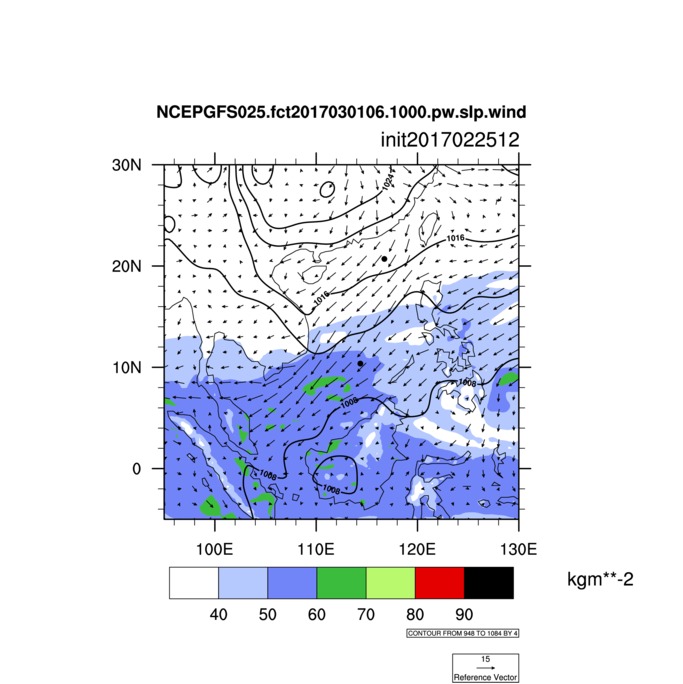 NCEPGFS025.fct2017030106.1000.pw.slp.wind
init2017022512
30N
1024
1016
20N
1016
10N
1008
1008
1008
0
1008
100E 110E 120E 130E
kgm**-2
40 50 60 70 80 90
CONTOUR FROM 948 TO 1084 BY 4
15
Reference Vector